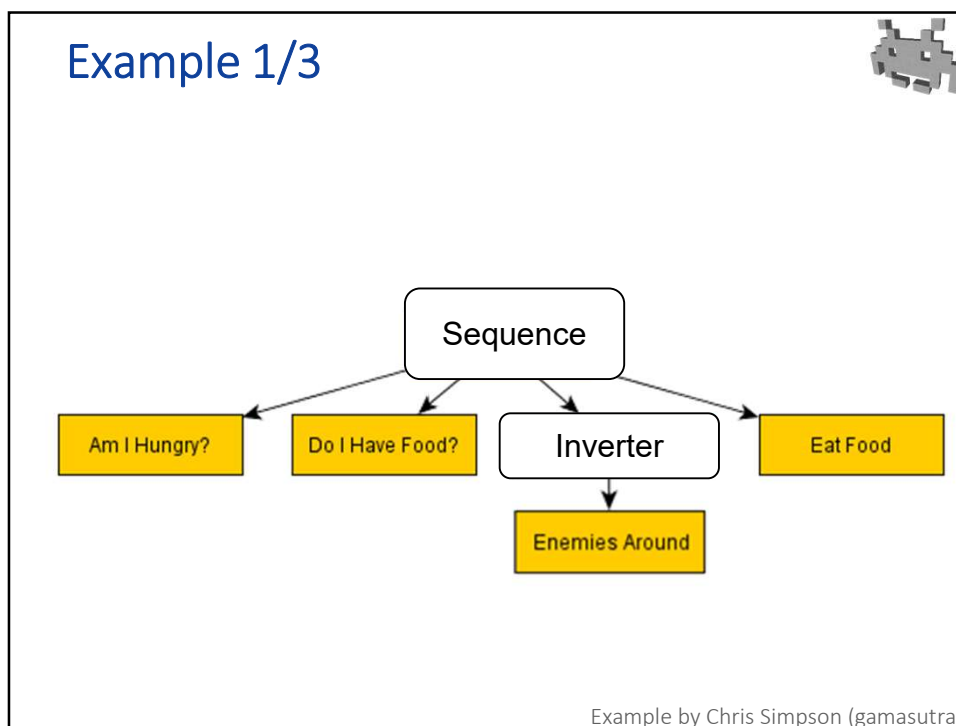 Example 1/3
Sequence
Am I Hungry?
Do I Have Food?
Inverter
Eat Food
Enemies Around
Example by Chris Simpson (gamasutra